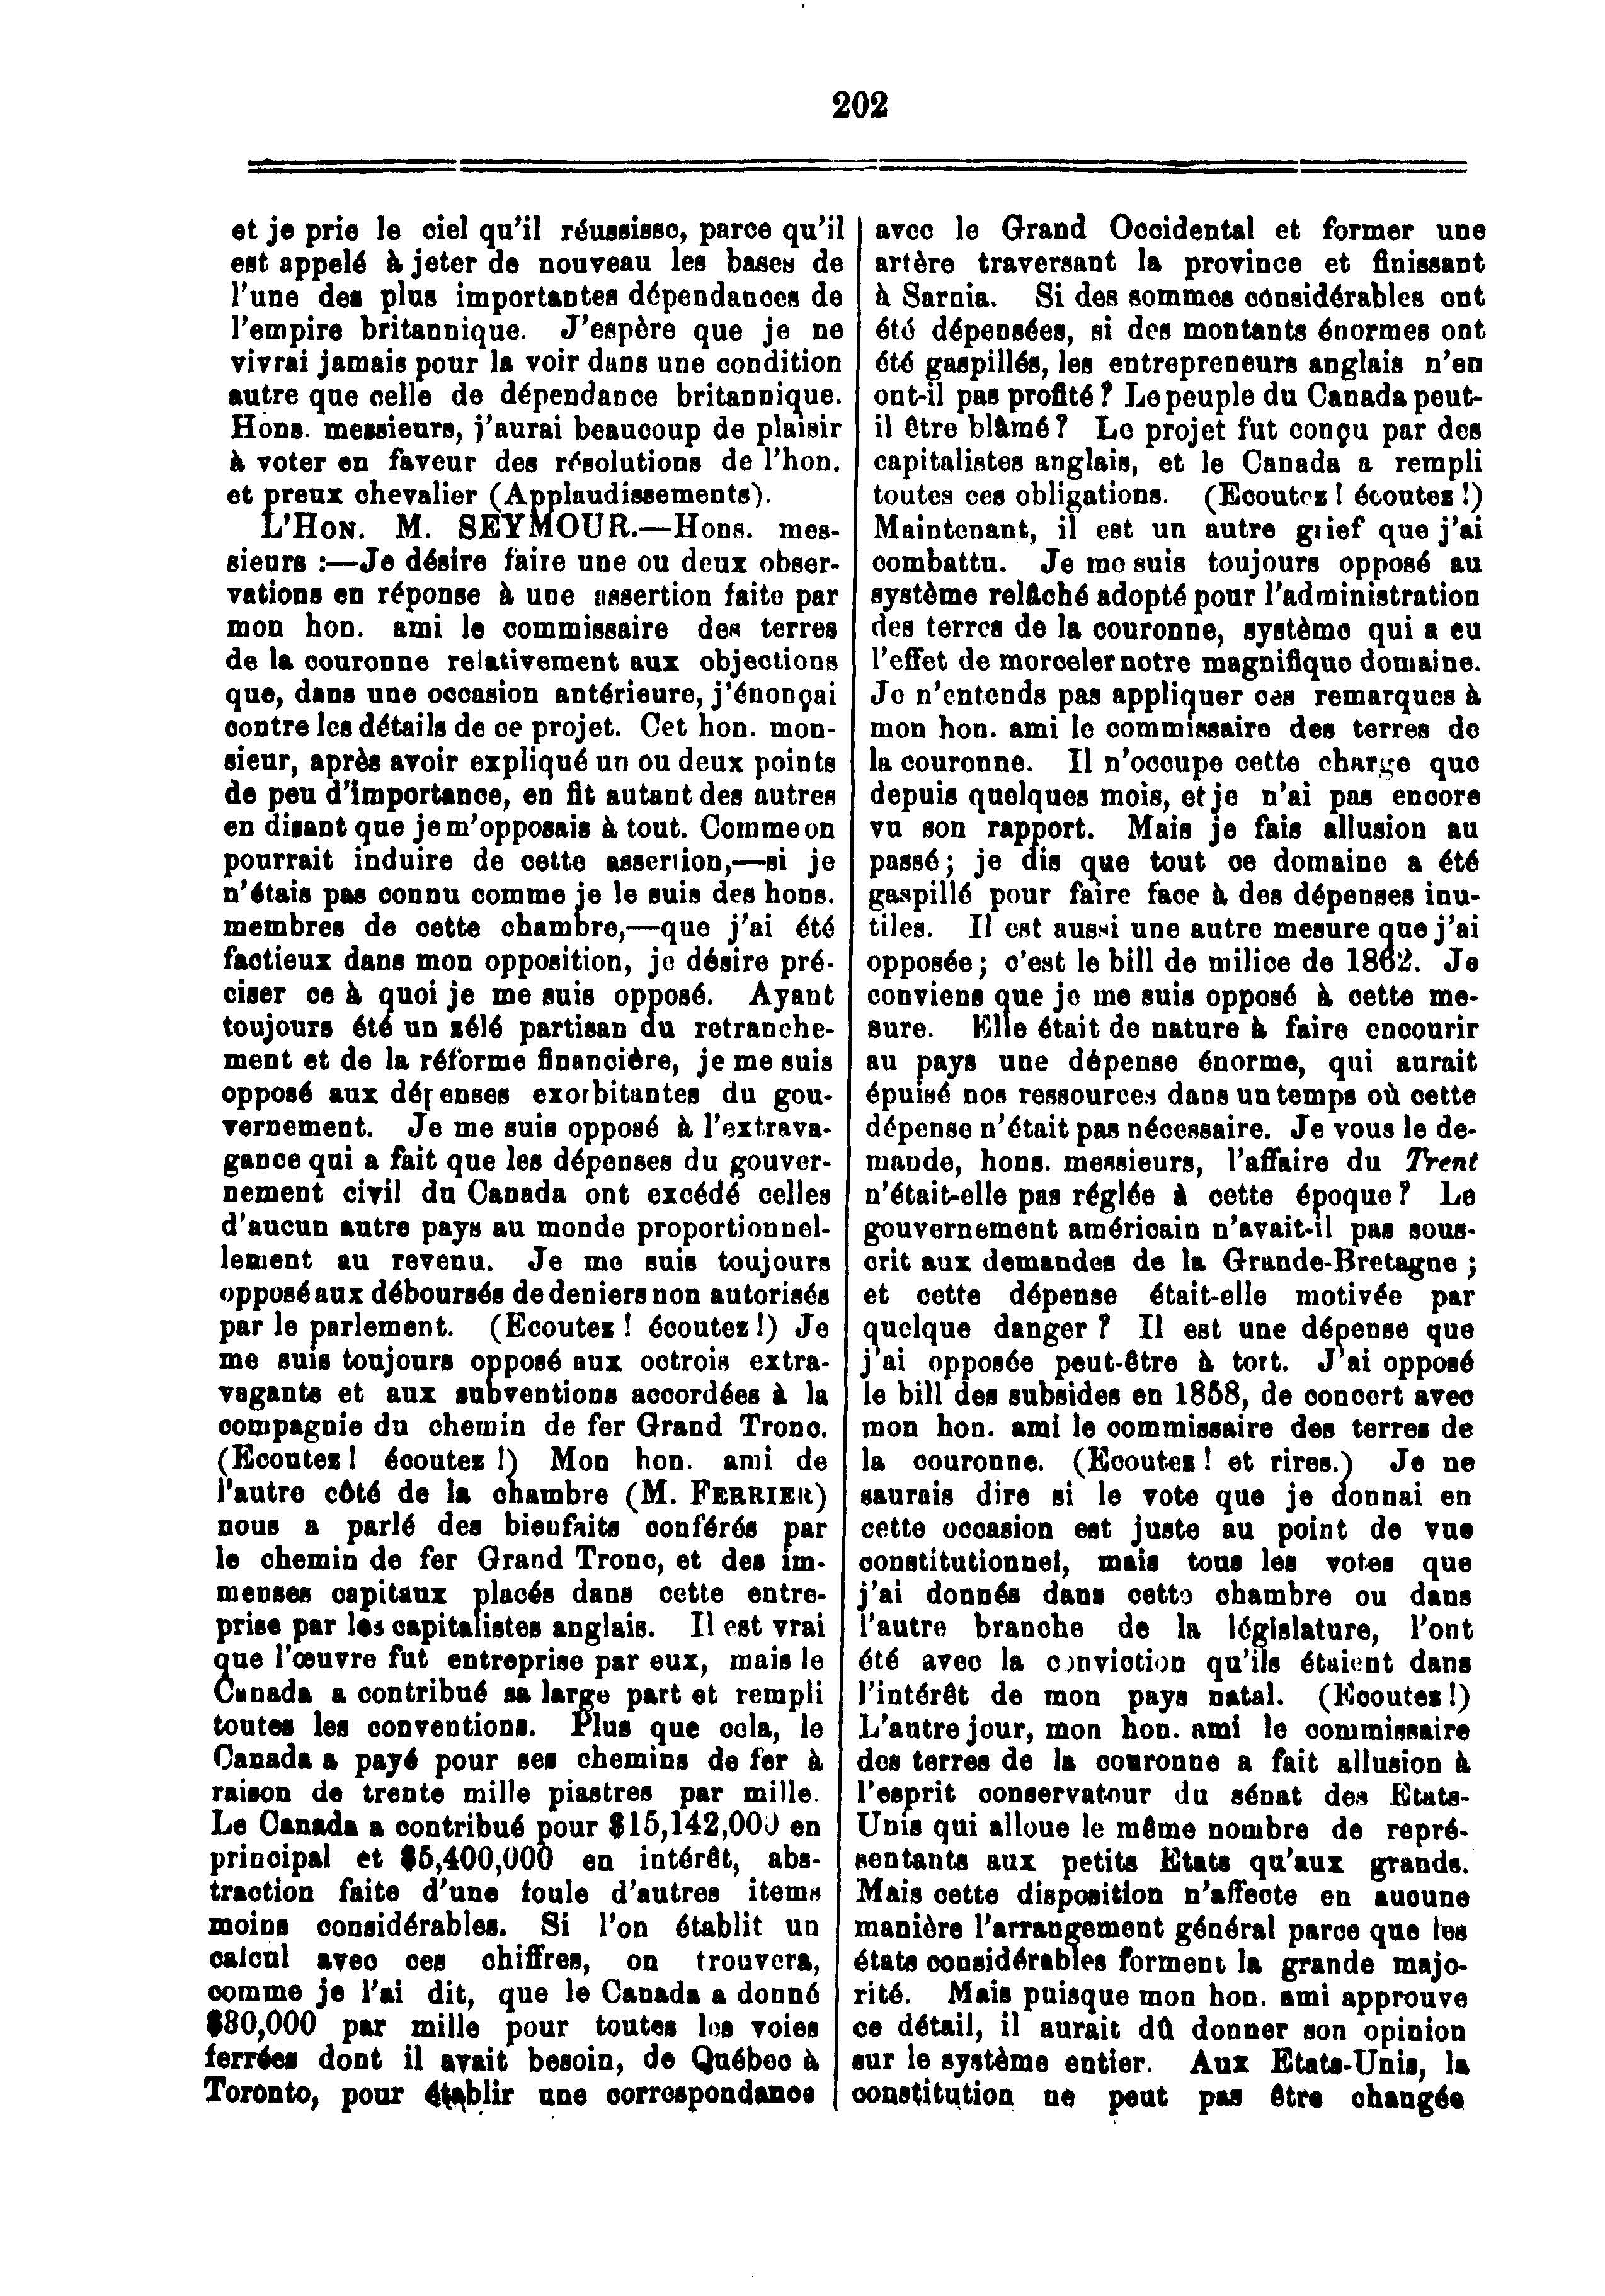 202
et je prie le ciel qu'il réussisse, parce qu'il
est appelé à jeter de nouveau les bases de
l'une des plus importantes dépendances de
l'empire britannique. J'espère que je ne
vivrai jamais pour la voir dans une condition
autre que celle de dépendance britannique.
Hons. messieurs, j'aurai beaucoup de plaisir
à voter en faveur des résolutions de l'hon.
et preux chevalier (Applaudissements).
L'HON. M. SEYMOUR.—Hons. mes-
sieurs :—Je désire faire une ou deux obser-
vations en réponse à une assertion faite par
mon hon. ami le commissaire des terres
de la couronne relativement aux objections
que, dans une occasion antérieure, j'énonçai
contre les détails de ce projet. Cet hon. mon-
sieur, après avoir expliqué un ou deux points
de peu d'importance, en fit autant des autres
en disant que je m'opposais à tout. Comme on
pourrait induire de cette assertion,—si je
n'étais pas connu comme je le suis des hons.
membres de cette chambre,—que j'ai été
factieux dans mon opposition, je désire pré-
ciser ce à quoi je me suis opposé. Ayant
toujours été un zélé partisan du retranche-
ment et de la réforme financière, je me suis
opposé aux dépenses exorbitantes du gou-
vernement. Je me suis opposé à l'extrava-
gance qui a fait que les dépenses du gouver-
nement civil du Canada ont excédé celles
d'aucun autre pays au monde proportionnel-
lement au revenu. Je me suis toujours
opposé aux déboursés de deniers non autorisés
par le parlement. (Ecoutez ! écoutez !) Je
me suis toujours opposé aux octrois extra-
vagants et aux subventions accordées à la
compagnie du chemin de fer Grand Tronc.
(Ecoutez ! écoutez !) Mon hon. ami de
l'autre côté de la chambre (M. FERRIER)
nous a parlé des bienfaits conférés par
le chemin de fer Grand Tronc, et des im-
menses capitaux placés dans cette entre-
prise par les capitalistes anglais. Il est vrai
que l'œuvre fut entreprise par eux, mais le
Canada a contribué sa large part et rempli
toutes les conventions. Plus que cela, le
Canada a payé pour ses chemins de fer à
raison de trente mille piastres par mille.
Le Canada a contribué pour $15,142,000 en
principal et $5,400,000 en intérêt, abs-
traction faite d'une foule d'autres items
moins considérables. Si l'on établit un
calcul avec ces chiffres, on trouvera,
comme je l'ai dit, que le Canada a donné
$30,000 par mille pour toutes les voies
ferrées dont il avait besoin, de Québec à
Toronto, pour établir une correspondance
avec le Grand Occidental et former une
artère traversant la province et finissant
à Sarnia. Si des sommes considérables ont
été dépensées, si des montants énormes ont
été gaspillés, les entrepreneurs anglais n'en
ont-il pas profité ? Le peuple du Canada peut-
il être blâmé ? Le projet fut conçu par des
capitalistes anglais, et le Canada a rempli
toutes ces obligations. (Ecoutez ! écoutez !)
Maintenant, il est un autre grief que j'ai
combattu. Je me suis toujours opposé au
système relâché adopté pour l'administration
des terres de la couronne, système qui a eu
l'effet de morceler notre magnifique domaine.
Je n'entends pas appliquer ces remarques à
mon hon. ami le commissaire des terres de
la couronne. Il n'occupe cette charge que
depuis quelques mois, et je n'ai pas encore
vu son rapport. Mais je fais allusion au
passé ; je dis que tout ce domaine a été
gaspillé pour faire face à des dépenses inu-
tiles. Il est aussi une autre mesure que j'ai
opposée ; c'est le bill de milice de 1862. Je
conviens que je me suis opposé à cette me-
sure. Elle était de nature à faire encourir
au pays une dépense énorme, qui aurait
épuisé nos ressources dans un temps où cette
dépense n'était pas nécessaire. Je vous le de-
mande, hons. messieurs, l'affaire du Trent
n'était-elle pas réglée à cette époque ? Le
gouvernement américain n'avait-il pas sous-
crit aux demandes de la Grande-Bretagne ;
et cette dépense était-elle motivée par
quelque danger ? Il est une dépense que
j'ai opposée peut-être à tort. J'ai opposé
le bill des subsides en 1858, de concert avec
mon hon. ami le commissaire des terres de
la couronne. (Ecoutez ! et rires.) Je ne
saurais dire si le vote que je donnai en
cette occasion est juste au point de vue
constitutionnel, mais tous les votes que
j'ai donnés dans cette chambre ou dans
l'autre branche de la législature, l'ont
été avec la conviction qu'ils étaient dans
l'intérêt de mon pays natal. (Ecoutez !)
L'autre jour, mon hon. ami le commissaire
des terres de la couronne a fait allusion à
l'esprit conservateur du sénat des Etats-
Unis qui alloue le même nombre de repré-
sentants aux petits Etats qu'aux grands.
Mais cette disposition n'affecte en aucune
manière l'arrangement général parce que les
états considérables forment la grande majo-
rité. Mais puisque mon hon. ami approuve
ce détail, il aurait dû donner son opinion
sur le système entier. Aux Etats-Unis, la
constitution ne peut pas être changée